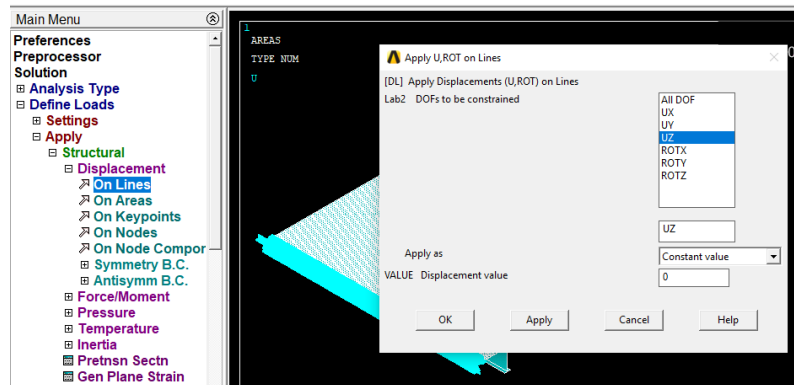 Main Menu
Preferences
Preprocessor
Solution
Analysis Type
Define Loads
Settings
Apply
Structural
Displacement
On Lines
On Areas
On Keypoints
On Nodes
On Node Compor
Symmetry B.C.
Antisymm B.C.
Force/Moment
Pressure
Temperature
Inertia
Pretnsn Sectn
Gen Plane Strain
1
AREAS
TYPE NUM
U
Apply U,ROT on Lines
[DL] Apply Displacements (U,ROT) on Lines
Lab2 DOFs to be constrained
All DOF
UX
UY
UZ
ROTX
ROTY
ROTZ
UZ
Apply as
Constant value
VALUE Displacement value
0
OK
Apply
Cancel
Help